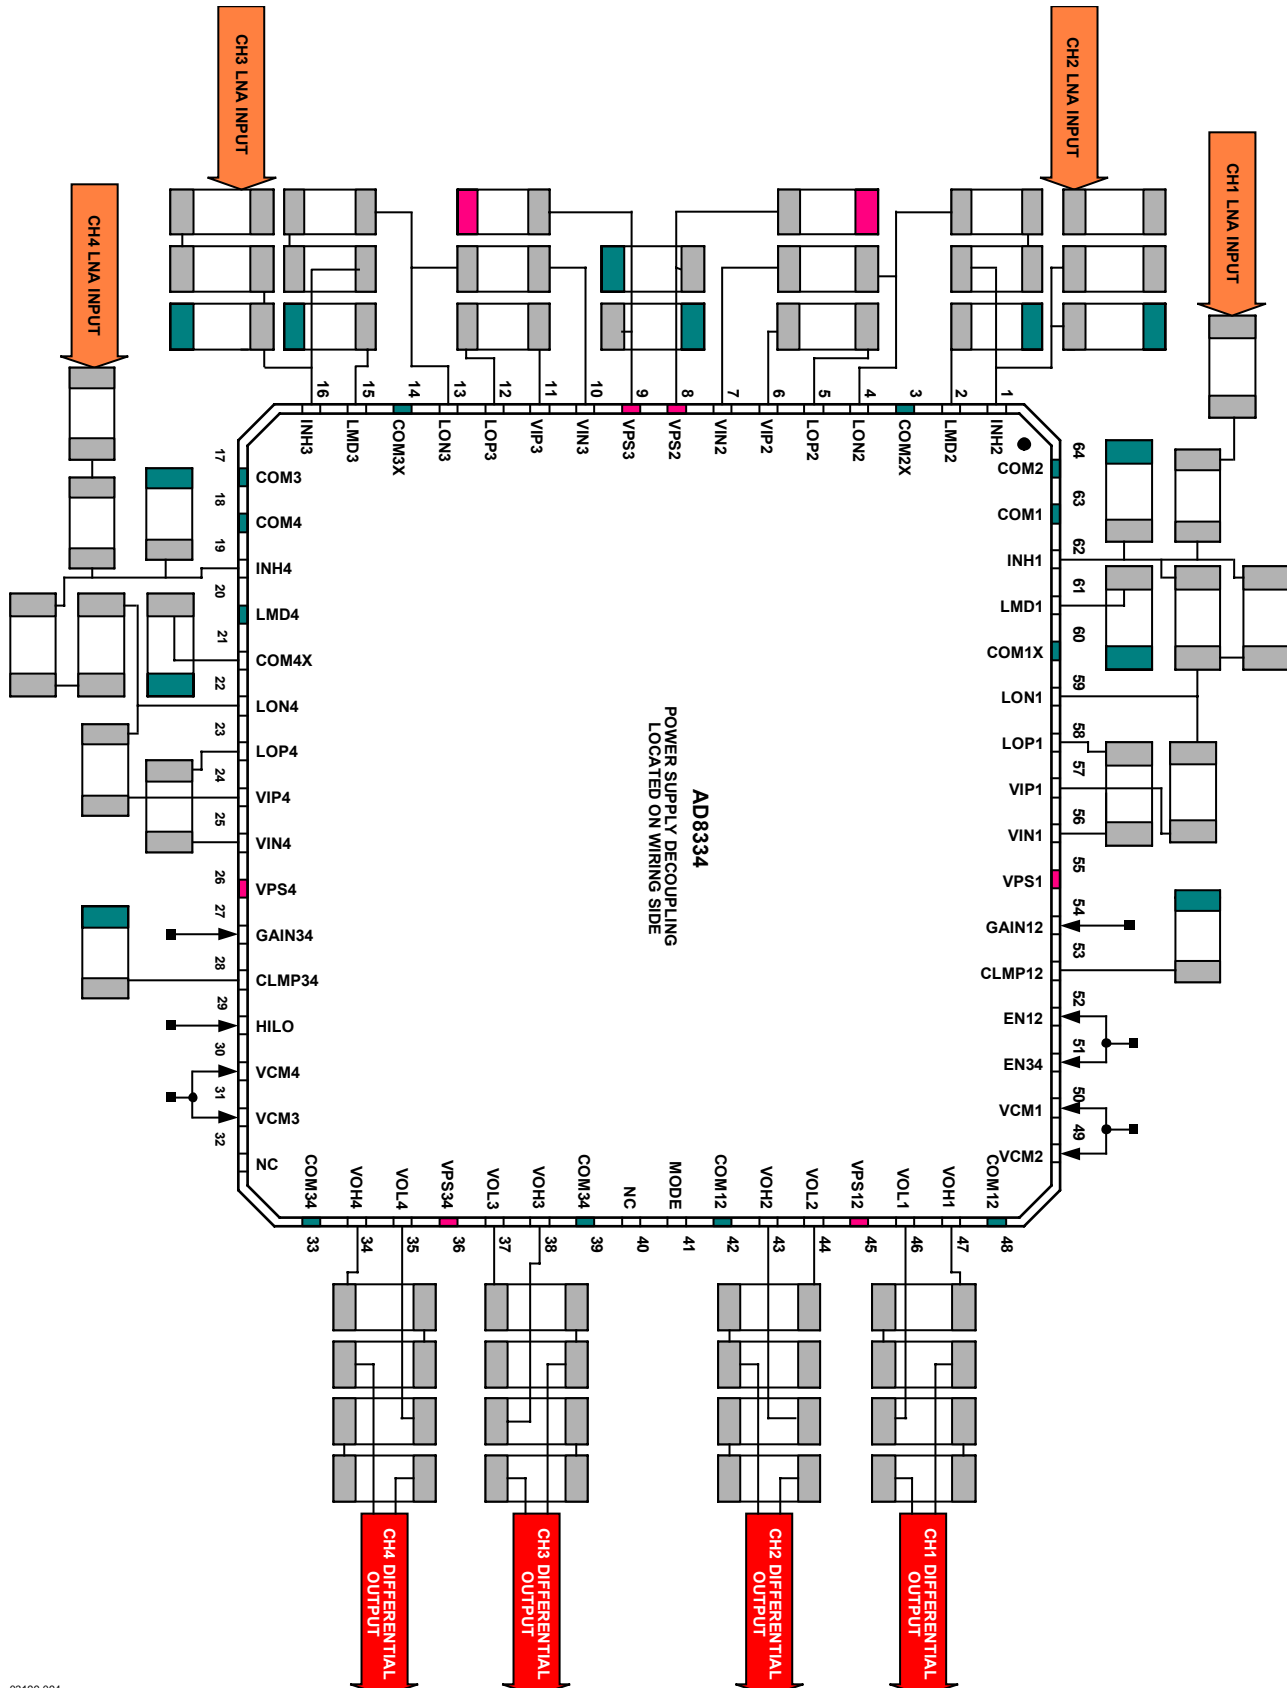 CH3 LNA INPUT
CH2 LNA INPUT
CH1 LNA INPUT
CH4 LNA INPUT
16
15
14
13
12
11
10
9
8
7
6
5
4
3
2
1
INH3
LMD3
COM3X
LON3
LOP3
VIP3
VIN3
VPS3
VPS2
VIN2
VIP2
LOP2
LON2
COM2X
LMD2
INH2
17
COM3
18
COM4
19
INH4
20
LMD4
21
COM4X
22
LON4
23
LOP4
24
VIP4
25
VIN4
26
VPS4
27
GAIN34
28
CLMP34
29
HILO
30
VCM4
31
VCM3
32
NC
AD8334
POWER SUPPLY DECOUPLING
LOCATED ON WIRING SIDE
COM2
64
COM1
63
INH1
62
LMD1
61
COM1X
60
LON1
59
LOP1
58
VIP1
57
VIN1
56
VPS1
55
GAIN12
54
CLMP12
53
EN12
52
EN34
51
VCM1
50
VCM2
49
COM34
VOH4
VOL4
VPS34
VOL3
VOH3
COM34
NC
MODE
COM12
VOH2
VOL2
VPS12
VOL1
VOH1
COM12
33
34
35
36
37
38
39
40
41
42
43
44
45
46
47
48
CH4 DIFFERENTIAL
OUTPUT
CH3 DIFFERENTIAL
OUTPUT
CH2 DIFFERENTIAL
OUTPUT
CH1 DIFFERENTIAL
OUTPUT